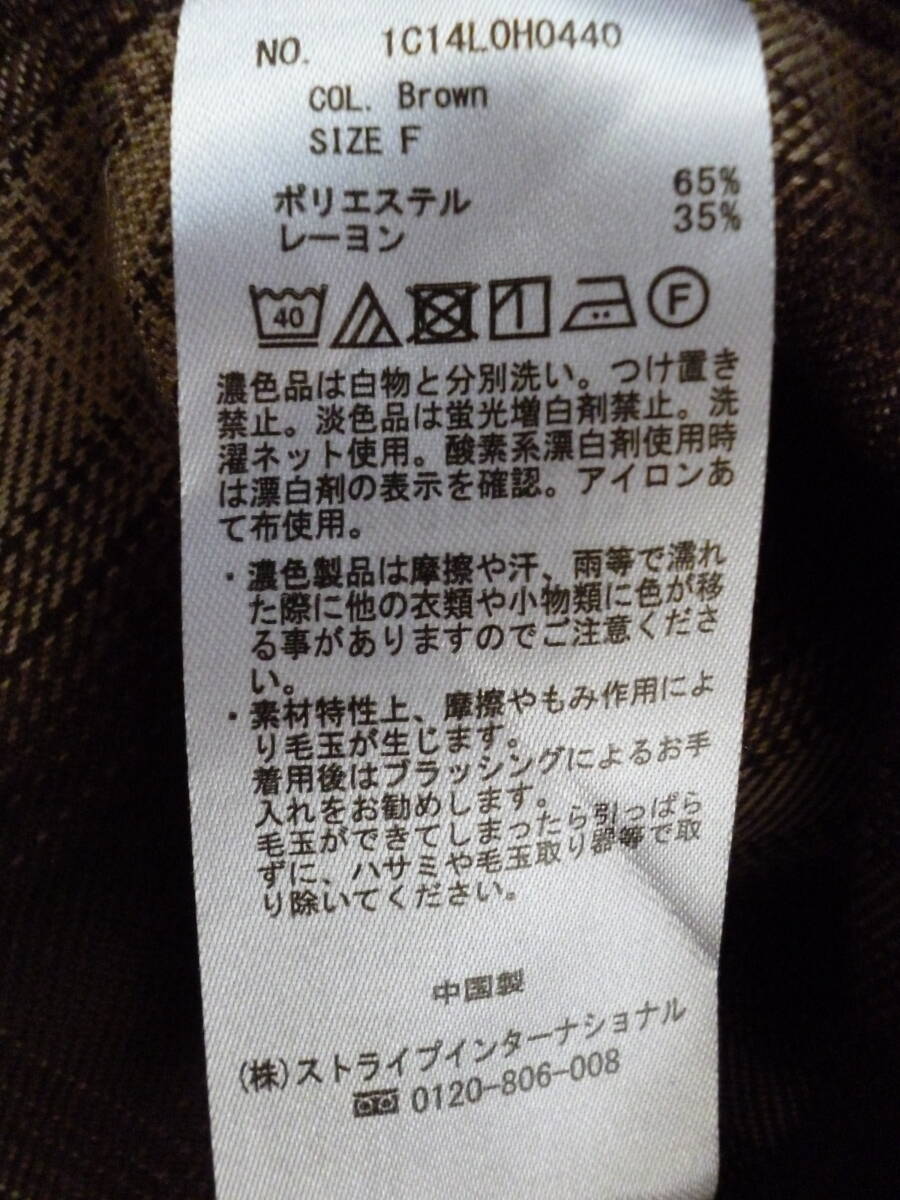 NO. 1C14L0H0440
COL. Brown
SIZE F
ポリエステル 65%
レーヨン 35%
40 F
濃色品は白物と分別洗い。つけ置き
禁止。淡色品は蛍光増白剤禁止。洗
濯ネット使用。酸素系漂白剤使用時
は漂白剤の表示を確認。アイロンあ
て布使用。
・濃色製品は摩擦や汗、雨等で濡れ
た際に他の衣類や小物類に色が移
る事がありますのでご注意くださ
い。
・素材特性上、摩擦やもみ作用によ
り毛玉が生じます。
着用後はブラッシングによるお手
入れをお勧めします。
毛玉ができてしまったら引っぱら
ずに、ハサミや毛玉取り器等で取
り除いてください。
中国製
(株)ストライプインターナショナル
0120-806-008